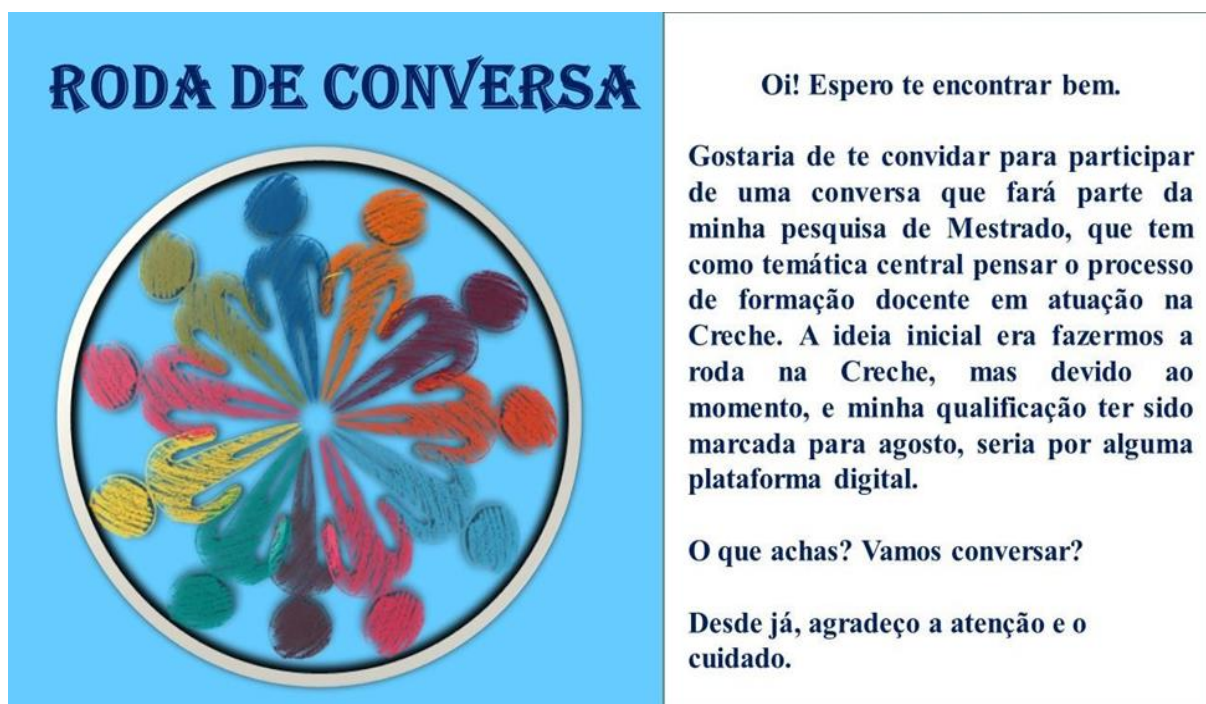 RODA DE CONVERSA
Oi! Espero te encontrar bem.
Gostaria de te convidar para participar
de uma conversa que fará parte da
minha pesquisa de Mestrado, que tem
como temática central pensar o processo
de formação docente em atuação na
Creche. A ideia inicial era fazermos a
roda na Creche, mas devido ao
momento, e minha qualificação ter sido
marcada para agosto, seria por alguma
plataforma digital.
O que achas? Vamos conversar?
Desde já, agradeço a atenção e o
cuidado.